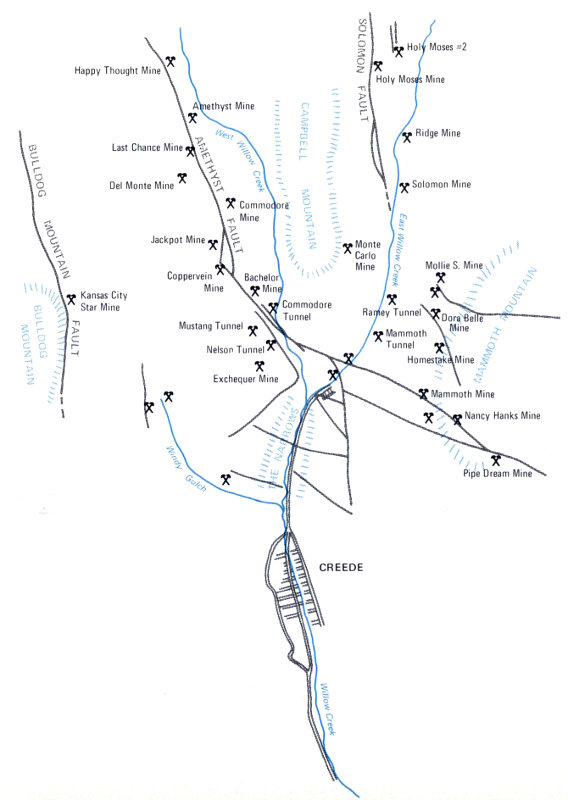 Holy Moses #2
SOLOMON FAULT
Happy Thought Mine
Holy Moses Mine
Amethyst Mine
CAMPBELL
MOUNTAIN
West Willow Creek
Ridge Mine
AMETHYST
FAULT
Last Chance Mine
BULLDOG
MOUNTAIN
FAULT
Del Monte Mine
Solomon Mine
Commodore
Mine
East Willow Creek
Jackpot Mine
Monte
Carlo
Mine
Coppervein
Mine
Bachelor
Mine
Mollie S. Mine
MAMMOTH MOUNTAIN
Kansas City
Star Mine
BULLDOG
MOUNTAIN
Commodore
Tunnel
Ramey Tunnel
Dora Belle
Mine
Mustang Tunnel
Mammoth
Tunnel
Nelson Tunnel
Homestake Mine
Exchequer Mine
Mammoth Mine
THE NARROWS
Nancy Hanks Mine
Windy Gulch
Pipe Dream Mine
CREEDE
Willow Creek